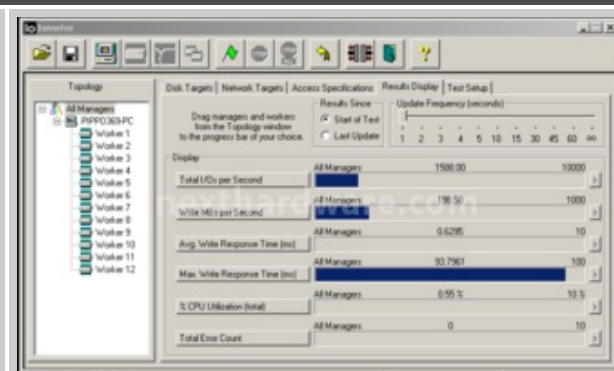 Iometer
Topology
All Managers
PIPPO369-PC
Worker 1
Worker 2
Worker 3
Worker 4
Worker 5
Worker 6
Worker 7
Worker 8
Worker 9
Worker 10
Worker 11
Worker 12
Disk Targets Network Targets Access Specifications Results Display Test Setup
Drag managers and workers
from the Topology window
to the progress bar of your choice.
Results Since
Start of Test
Last Update
Update Frequency (seconds)
1 2 3 4 5 10 15 30 45 60 ∞
Display
All Managers 1588.00 10000
Total I/Os per Second
All Managers 198.50 1000
Write MBs per Second
All Managers 0.6295 10
Avg. Write Response Time (ms)
All Managers 93.7961 100
Max. Write Response Time (ms)
All Managers 0.55 % 10 %
% CPU Utilization (total)
All Managers 0 10
Total Error Count
nexthardware.com